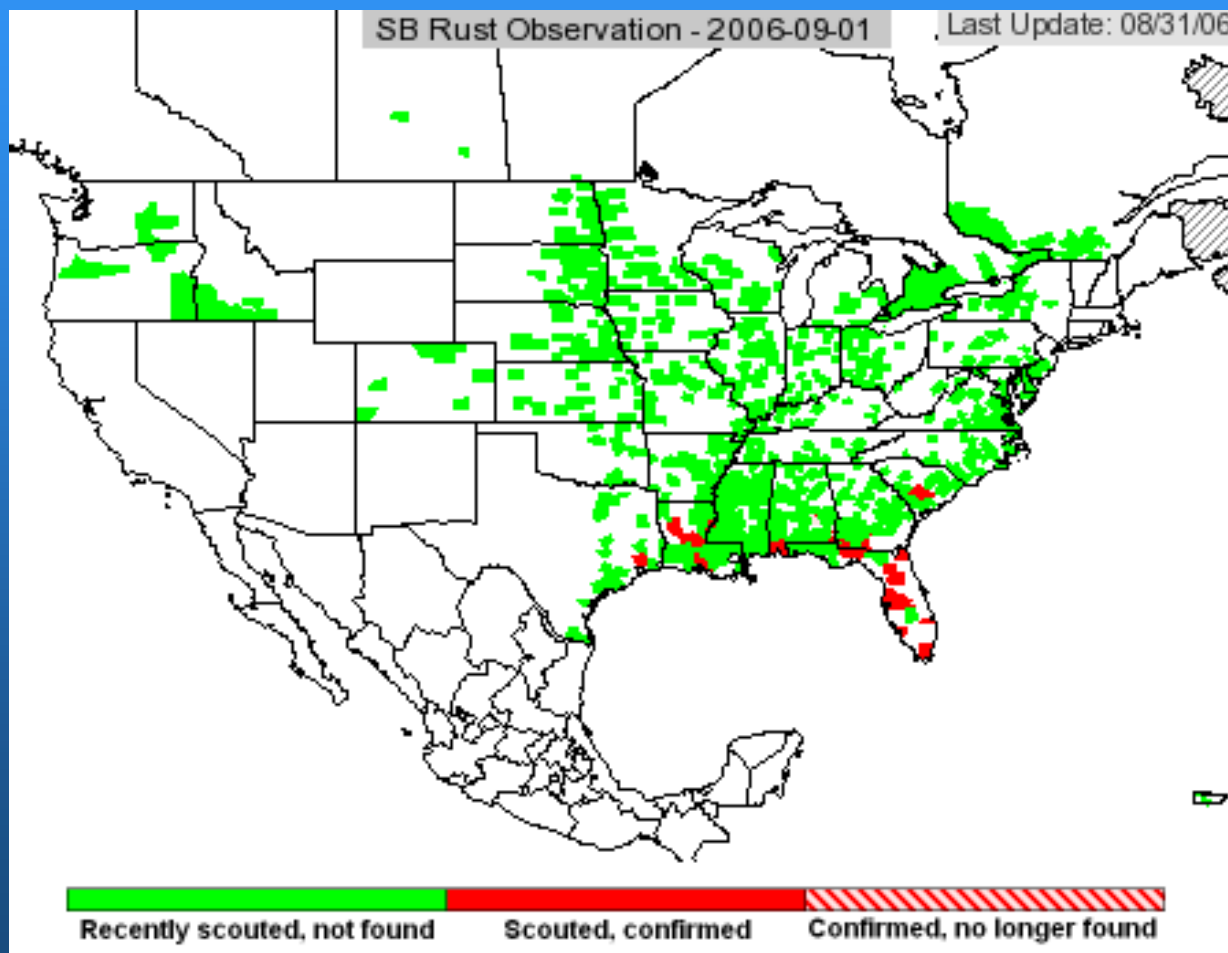 SB Rust Observation - 2006-09-01
Last Update: 08/31/06
Recently scouted, not found
Scouted, confirmed
Confirmed, no longer found